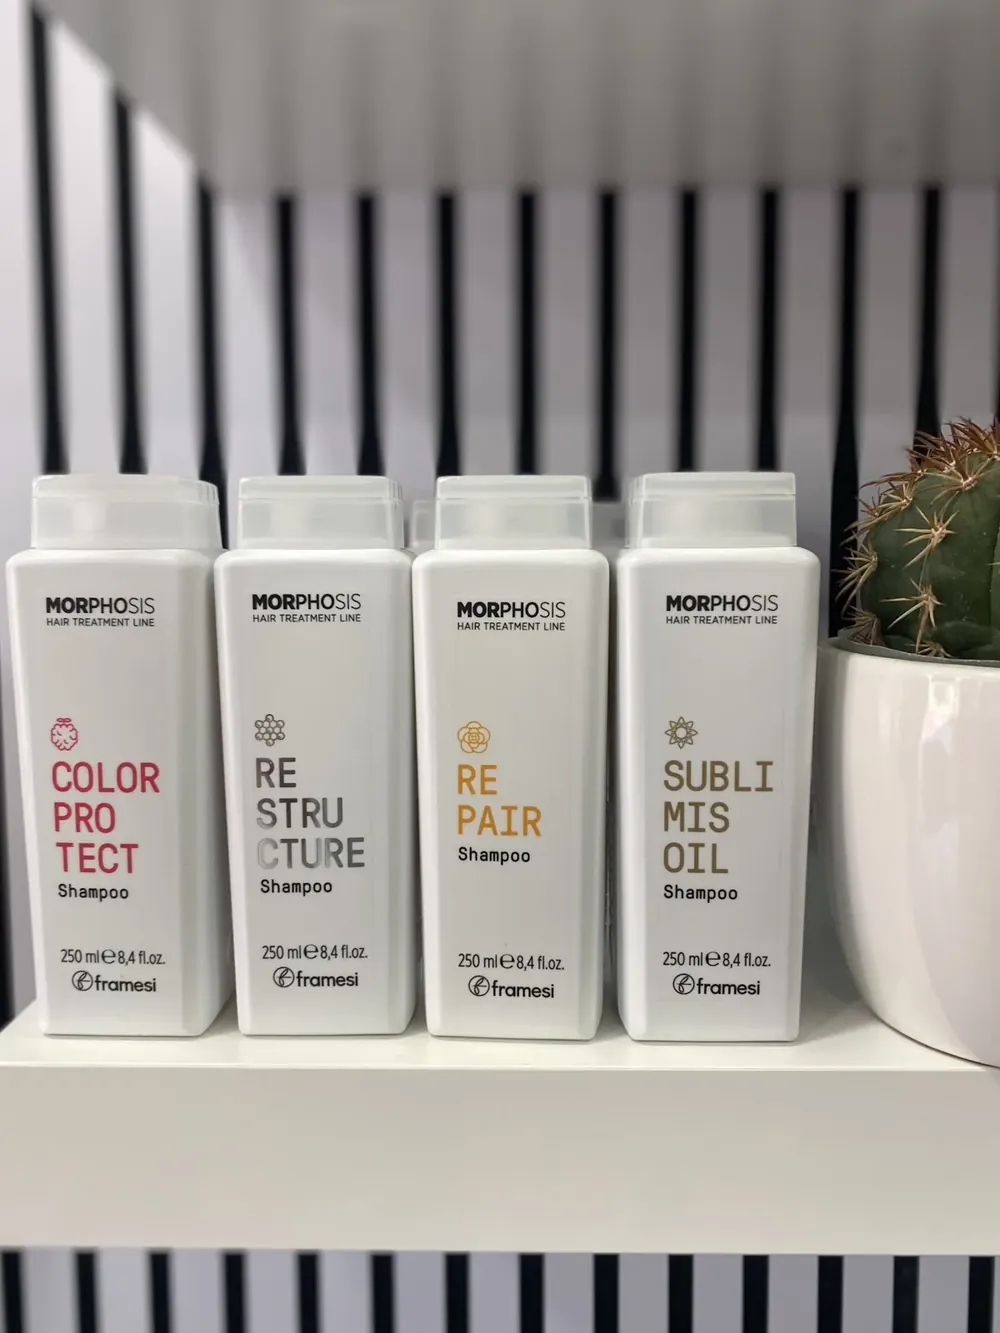 MORPHOSIS
HAIR TREATMENT LINE
COLOR
PRO
TECT
Shampoo
250 ml℮8,4 fl.oz.
framesi
MORPHOSIS
HAIR TREATMENT LINE
RE
STRU
CTURE
Shampoo
250 ml℮8,4 fl.oz.
framesi
MORPHOSIS
HAIR TREATMENT LINE
RE
PAIR
Shampoo
250 ml℮8,4 fl.oz.
framesi
MORPHOSIS
HAIR TREATMENT LINE
SUBLI
MIS
OIL
Shampoo
250 ml℮8,4 fl.oz.
framesi